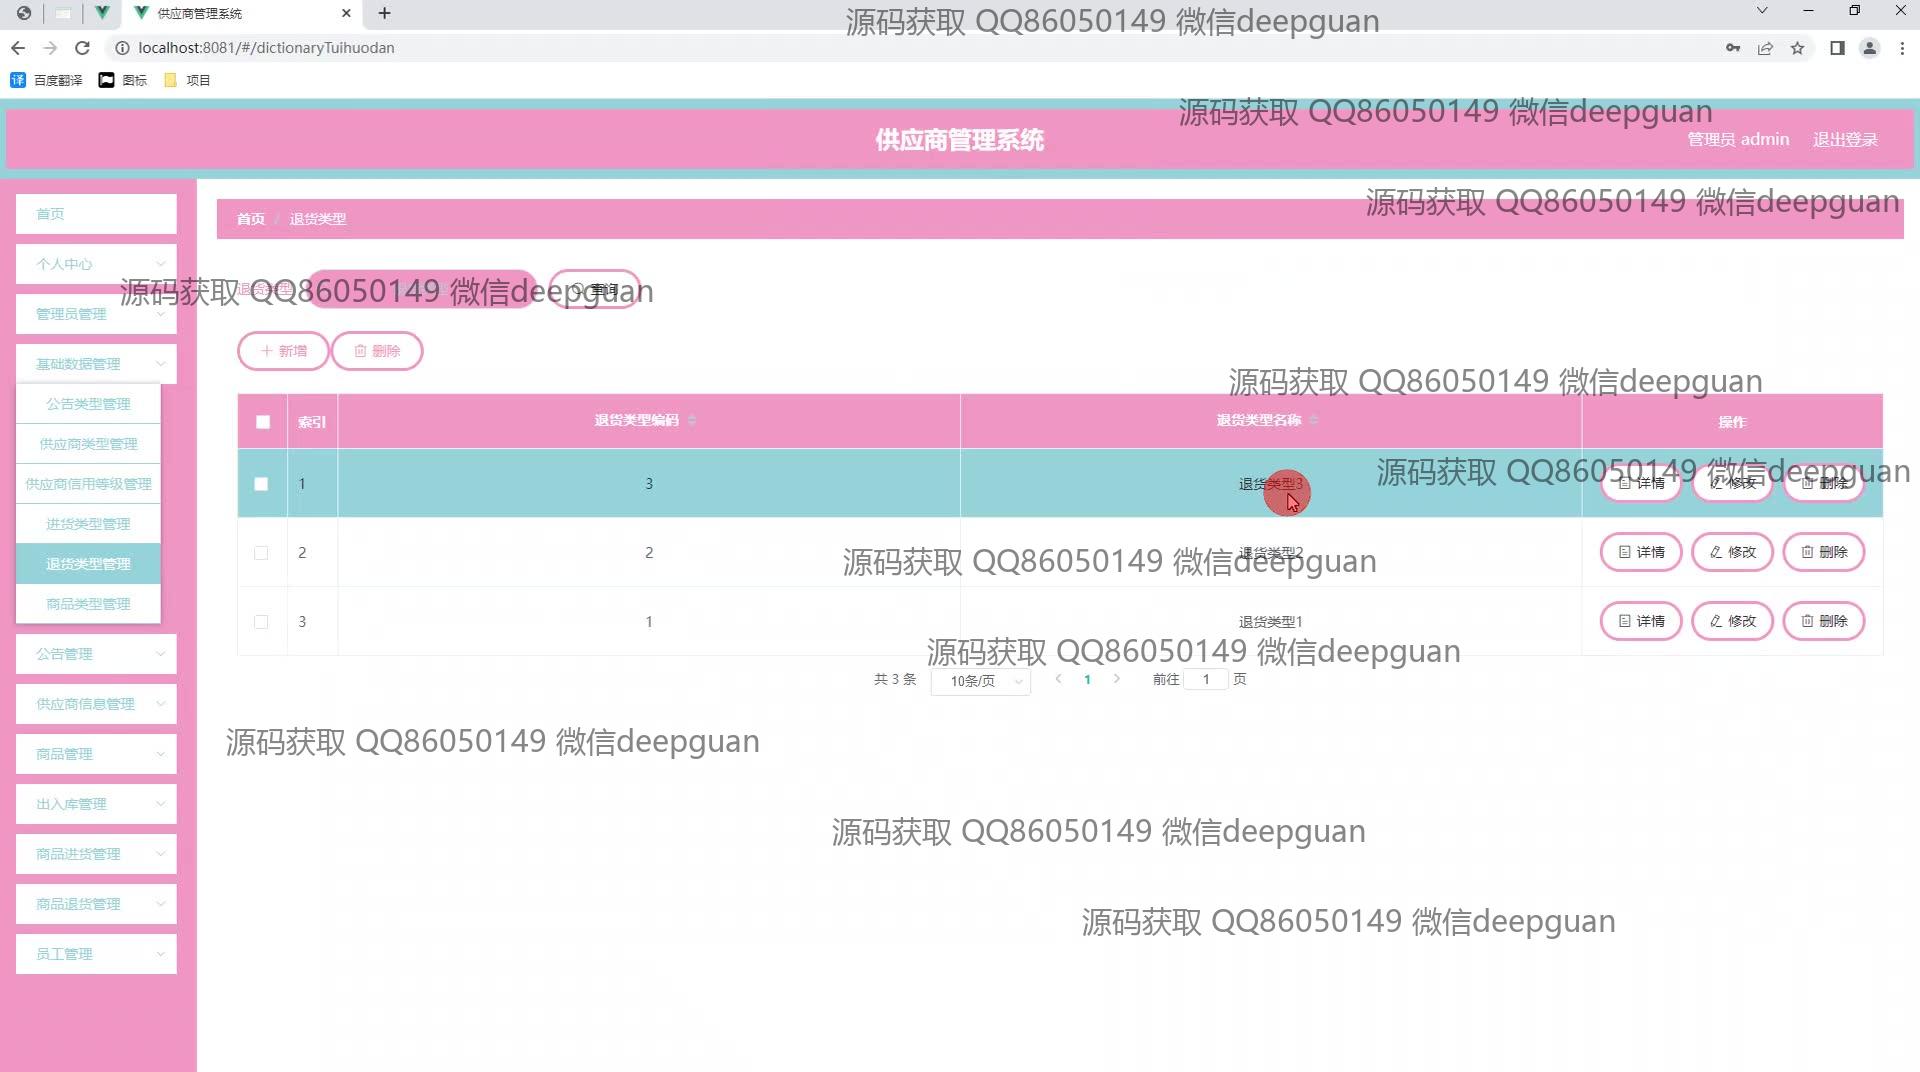 供应商管理系统
源码获取 QQ86050149 微信deepguan
localhost:8081/#/dictionaryTuihuodan
译 百度翻译 图标 项目
源码获取 QQ86050149 微信deepguan
供应商管理系统
管理员 admin 退出登录
源码获取 QQ86050149 微信deepguan
首页
首页 / 退货类型
个人中心
源码获取 QQ86050149 微信deepguan
退货类型 查询
管理员管理
新增 删除
基础数据管理
源码获取 QQ86050149 微信deepguan
公告类型管理
索引 退货类型编码 退货类型名称 操作
供应商类型管理
源码获取 QQ86050149 微信deepguan
供应商信用等级管理
1 3 退货类型3 详情 修改 删除
进货类型管理
2 2 退货类型2 详情 修改 删除
源码获取 QQ86050149 微信deepguan
退货类型管理
商品类型管理
3 1 退货类型1 详情 修改 删除
源码获取 QQ86050149 微信deepguan
公告管理
共 3 条 10条/页 1 前往 1 页
供应商信息管理
源码获取 QQ86050149 微信deepguan
商品管理
出入库管理
源码获取 QQ86050149 微信deepguan
商品进货管理
商品退货管理
源码获取 QQ86050149 微信deepguan
员工管理